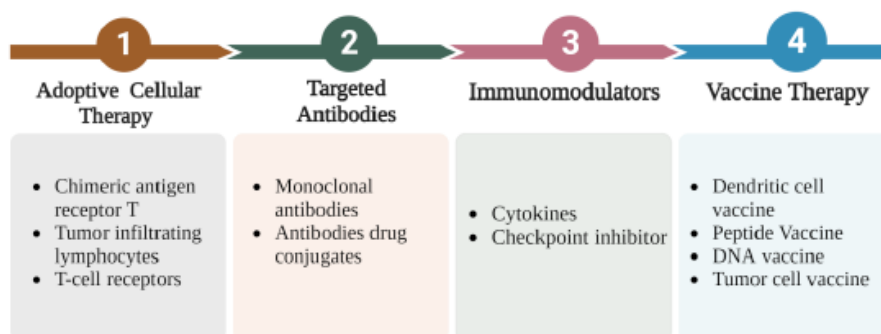 1
Adoptive Cellular
Therapy
• Chimeric antigen
receptor T
• Tumor infiltrating
lymphocytes
• T-cell receptors
2
Targeted
Antibodies
• Monoclonal
antibodies
• Antibodies drug
conjugates
3
Immunomodulators
• Cytokines
• Checkpoint inhibitor
4
Vaccine Therapy
• Dendritic cell
vaccine
• Peptide Vaccine
• DNA vaccine
• Tumor cell vaccine